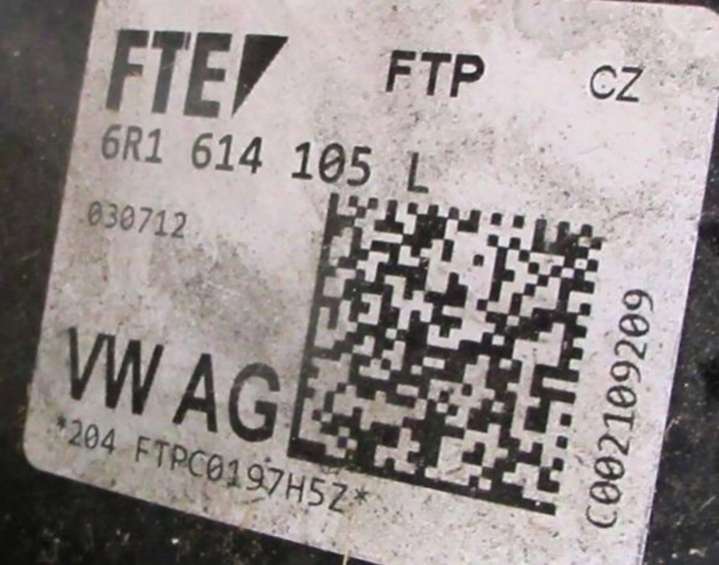 FTE FTP CZ
6R1 614 105 L
030712
VW AG
*204 FTPC0197H5Z*
C002109209